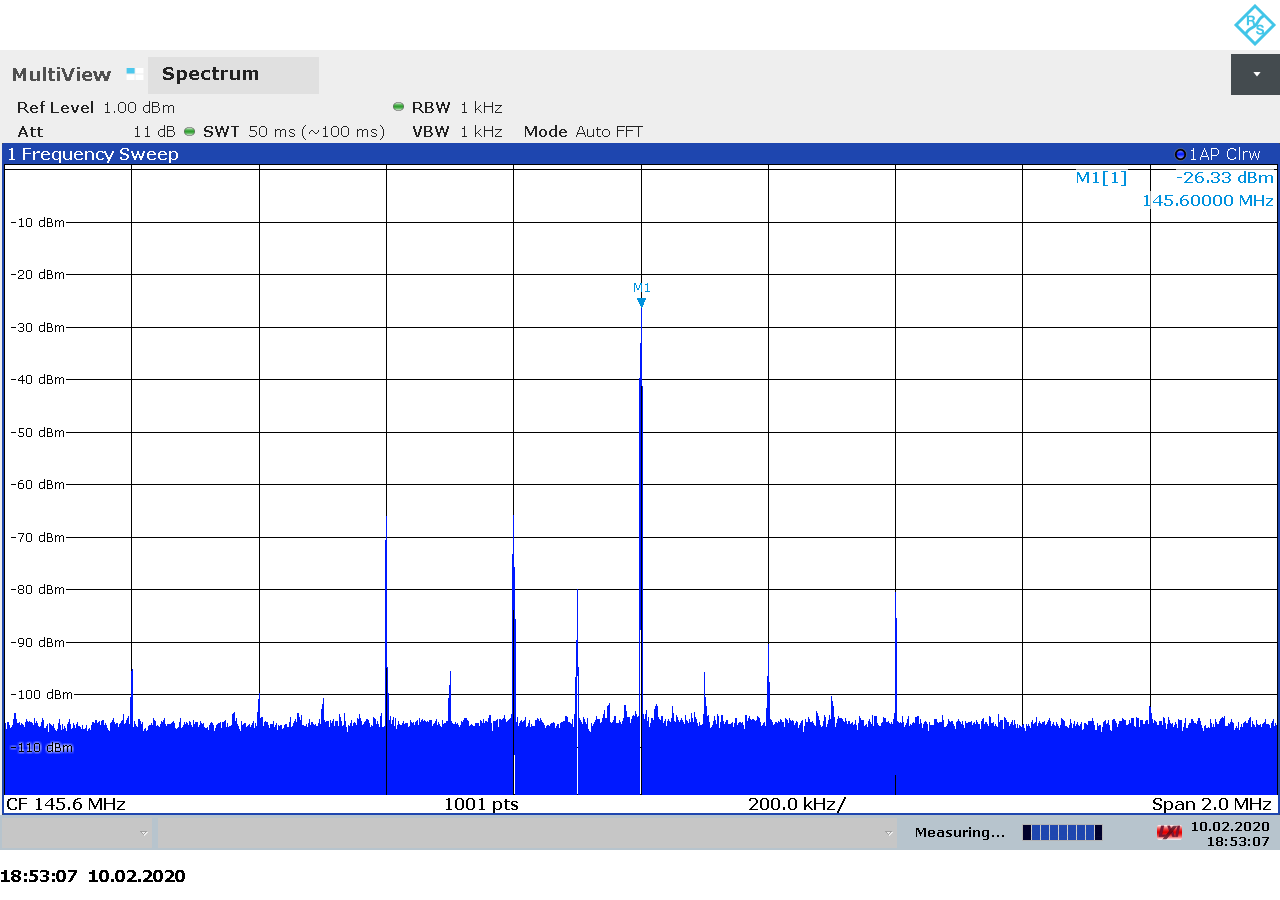 R/S
MultiView Spectrum
Ref Level 1.00 dBm RBW 1 kHz
Att 11 dB SWT 50 ms (~100 ms) VBW 1 kHz Mode Auto FFT
1 Frequency Sweep 1AP Clrw
M1[1] -26.33 dBm
145.60000 MHz
-10 dBm
-20 dBm
M1
-30 dBm
-40 dBm
-50 dBm
-60 dBm
-70 dBm
-80 dBm
-90 dBm
-100 dBm
-110 dBm
CF 145.6 MHz 1001 pts 200.0 kHz/ Span 2.0 MHz
Measuring... LXI 10.02.2020
18:53:07
18:53:07 10.02.2020